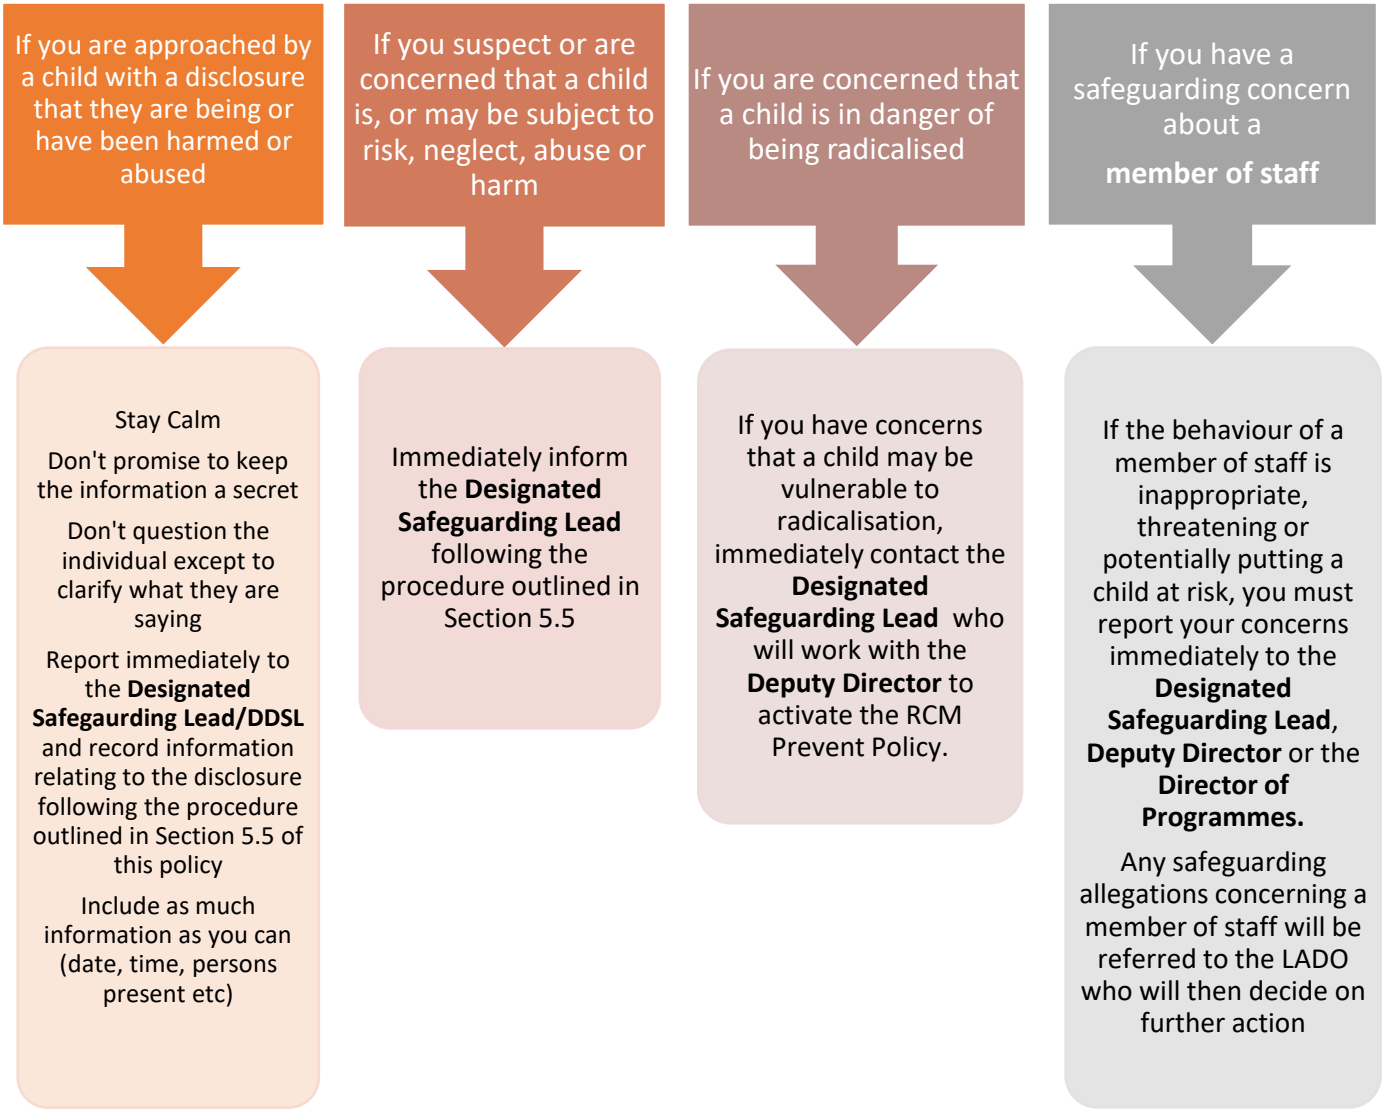 If you are approached by
a child with a disclosure
that they are being or
have been harmed or
abused
Stay Calm
Don't promise to keep
the information a secret
Don't question the
individual except to
clarify what they are
saying
Report immediately to
the Designated
Safegaurding Lead/DDSL
and record information
relating to the disclosure
following the procedure
outlined in Section 5.5 of
this policy
Include as much
information as you can
(date, time, persons
present etc)
If you suspect or are
concerned that a child
is, or may be subject to
risk, neglect, abuse or
harm
Immediately inform
the Designated
Safeguarding Lead
following the
procedure outlined in
Section 5.5
If you are concerned that
a child is in danger of
being radicalised
If you have concerns
that a child may be
vulnerable to
radicalisation,
immediately contact the
Designated
Safeguarding Lead who
will work with the
Deputy Director to
activate the RCM
Prevent Policy.
If you have a
safeguarding concern
about a
member of staff
If the behaviour of a
member of staff is
inappropriate,
threatening or
potentially putting a
child at risk, you must
report your concerns
immediately to the
Designated
Safeguarding Lead,
Deputy Director or the
Director of
Programmes.
Any safeguarding
allegations concerning a
member of staff will be
referred to the LADO
who will then decide on
further action